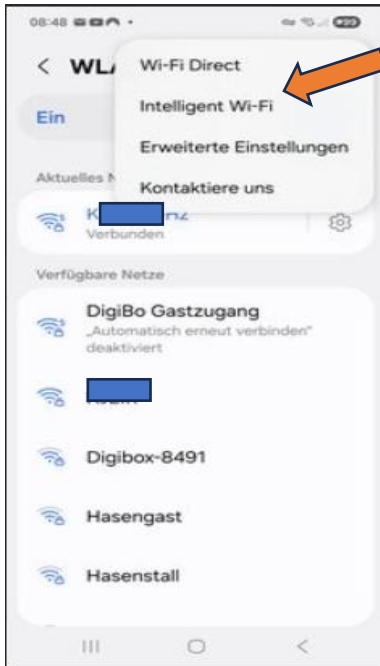 08:48
WL
Wi-Fi Direct
Intelligent Wi-Fi
Ein
Erweiterte Einstellungen
Aktuelles
Kontaktiere uns
Verbunden
Verfügbare Netze
DigiBo Gastzugang
„Automatisch erneut verbinden"
deaktiviert
Digibox-8491
Hasengast
Hasenstall